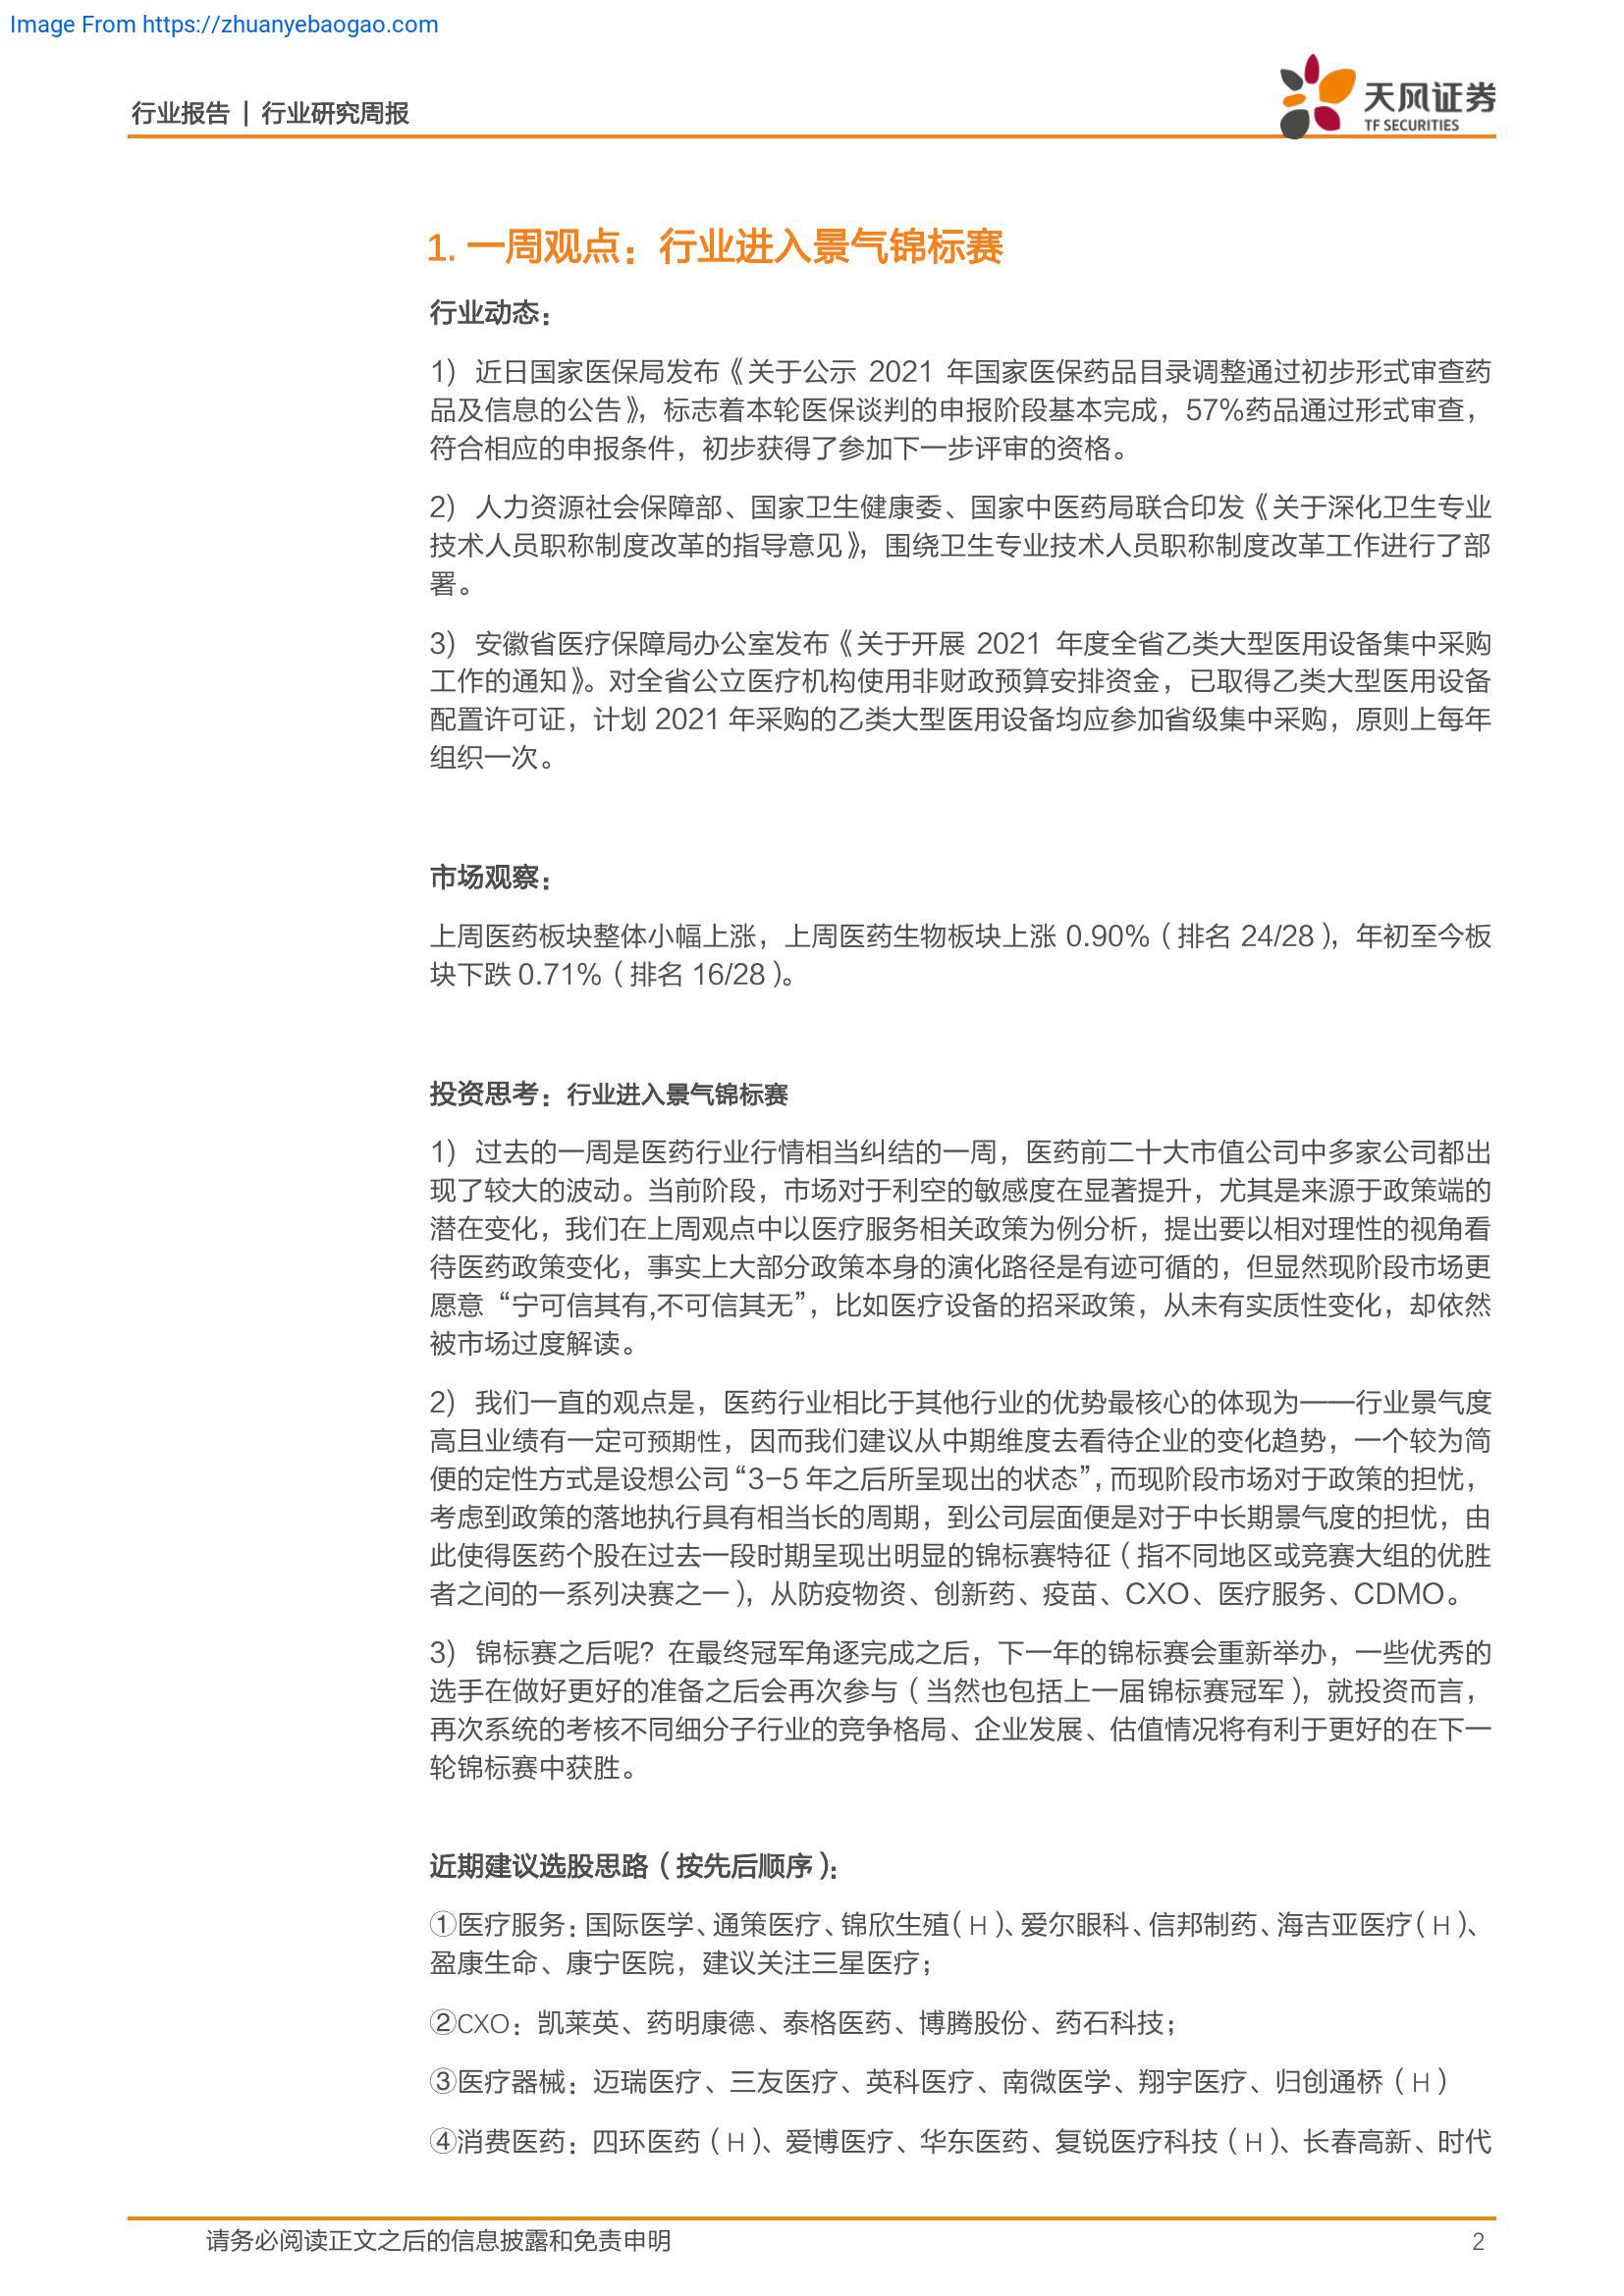 Image From https://zhuanyebaogao.com
行业报告 | 行业研究周报
天风证券
TF SECURITIES
1. 一周观点：行业进入景气锦标赛
行业动态：
1) 近日国家医保局发布《关于公示 2021 年国家医保药品目录调整通过初步形式审查药
品及信息的公告》，标志着本轮医保谈判的申报阶段基本完成，57%药品通过形式审查，
符合相应的申报条件，初步获得了参加下一步评审的资格。
2) 人力资源社会保障部、国家卫生健康委、国家中医药局联合印发《关于深化卫生专业
技术人员职称制度改革的指导意见》，围绕卫生专业技术人员职称制度改革工作进行了部
署。
3) 安徽省医疗保障局办公室发布《关于开展 2021 年度全省乙类大型医用设备集中采购
工作的通知》。对全省公立医疗机构使用非财政预算安排资金，已取得乙类大型医用设备
配置许可证，计划 2021 年采购的乙类大型医用设备均应参加省级集中采购，原则上每年
组织一次。
市场观察：
上周医药板块整体小幅上涨，上周医药生物板块上涨 0.90%（排名 24/28），年初至今板
块下跌 0.71%（排名 16/28）。
投资思考：行业进入景气锦标赛
1) 过去的一周是医药行业行情相当纠结的一周，医药前二十大市值公司中多家公司都出
现了较大的波动。当前阶段，市场对于利空的敏感度在显著提升，尤其是来源于政策端的
潜在变化，我们在上周观点中以医疗服务相关政策为例分析，提出要以相对理性的视角看
待医药政策变化，事实上大部分政策本身的演化路径是有迹可循的，但显然现阶段市场更
愿意“宁可信其有,不可信其无”，比如医疗设备的招采政策，从未有实质性变化，却依然
被市场过度解读。
2) 我们一直的观点是，医药行业相比于其他行业的优势最核心的体现为——行业景气度
高且业绩有一定可预期性，因而我们建议从中期维度去看待企业的变化趋势，一个较为简
便的定性方式是设想公司“3-5 年之后所呈现出的状态”，而现阶段市场对于政策的担忧，
考虑到政策的落地执行具有相当长的周期，到公司层面便是对于中长期景气度的担忧，由
此使得医药个股在过去一段时期呈现出明显的锦标赛特征（指不同地区或竞赛大组的优胜
者之间的一系列决赛之一），从防疫物资、创新药、疫苗、CXO、医疗服务、CDMO。
3) 锦标赛之后呢？在最终冠军角逐完成之后，下一年的锦标赛会重新举办，一些优秀的
选手在做好更好的准备之后会再次参与（当然也包括上一届锦标赛冠军），就投资而言，
再次系统的考核不同细分子行业的竞争格局、企业发展、估值情况将有利于更好的在下一
轮锦标赛中获胜。
近期建议选股思路（按先后顺序）：
①医疗服务：国际医学、通策医疗、锦欣生殖（H）、爱尔眼科、信邦制药、海吉亚医疗（H）、
盈康生命、康宁医院，建议关注三星医疗；
②CXO：凯莱英、药明康德、泰格医药、博腾股份、药石科技；
③医疗器械：迈瑞医疗、三友医疗、英科医疗、南微医学、翔宇医疗、归创通桥（H）
④消费医药：四环医药（H）、爱博医疗、华东医药、复锐医疗科技（H）、长春高新、时代
请务必阅读正文之后的信息披露和免责申明
2